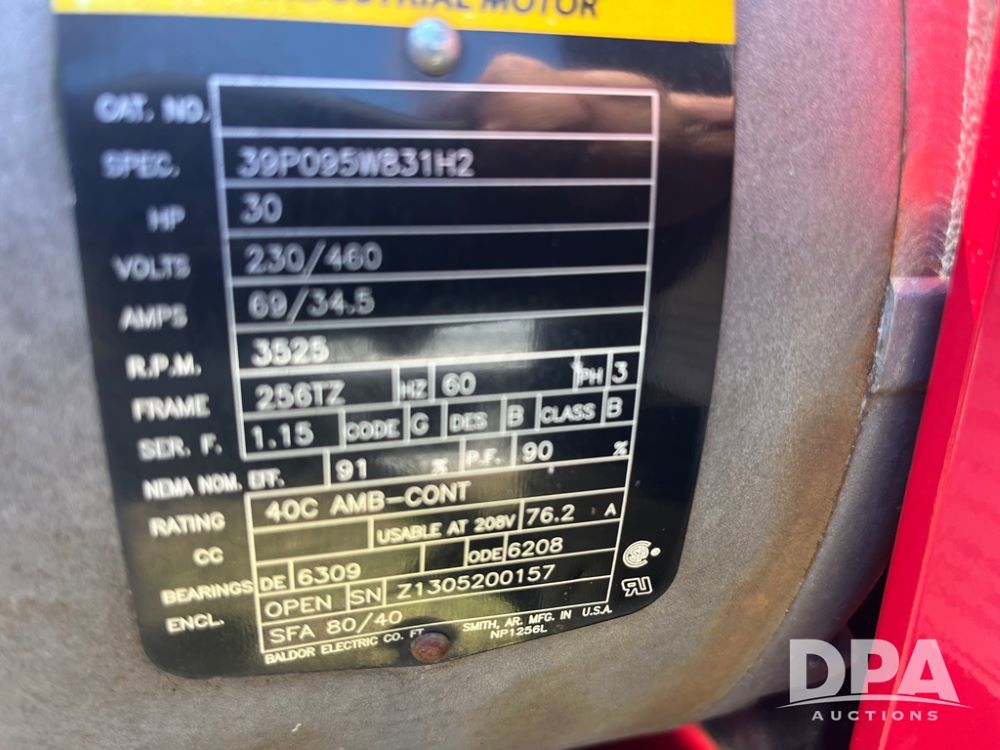 INDUSTRIAL MOTOR
CAT. NO.
SPEC. 39P095W831H2
HP 30
VOLTS 230/460
AMPS 69/34.5
R.P.M. 3525
FRAME 256TZ HZ 60 PH 3
SER. F. 1.15 CODE G DES B CLASS B
NEMA NOM. EFF. 91 % P.F. 90 %
RATING 40C AMB-CONT
CC USABLE AT 208V 76.2 A
BEARINGS DE 6309 ODE 6208
ENCL. OPEN SN Z1305200157
SFA 80/40
BALDOR ELECTRIC CO. FT. SMITH, AR. MFG. IN U.S.A.
NP1256L
DPA
AUCTIONS